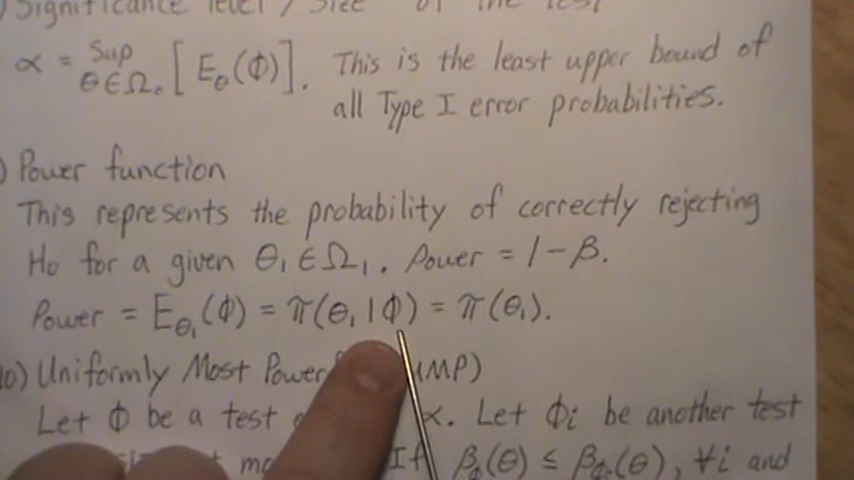 ) Significance level / Size of the test
α = Sup θ∈Ω₀ [E_θ(Φ)]. This is the least upper bound of
all Type I error probabilities.
) Power function
This represents the probability of correctly rejecting
Ho for a given θ₁∈Ω₁. Power = 1-β.
Power = E_θ₁(Φ) = π(θ₁|Φ) = π(θ₁).
10) Uniformly Most Power (MP)
Let Φ be a test α. Let Φi be another test
If β_Φ(θ) ≤ β_Φi(θ), ∀i and